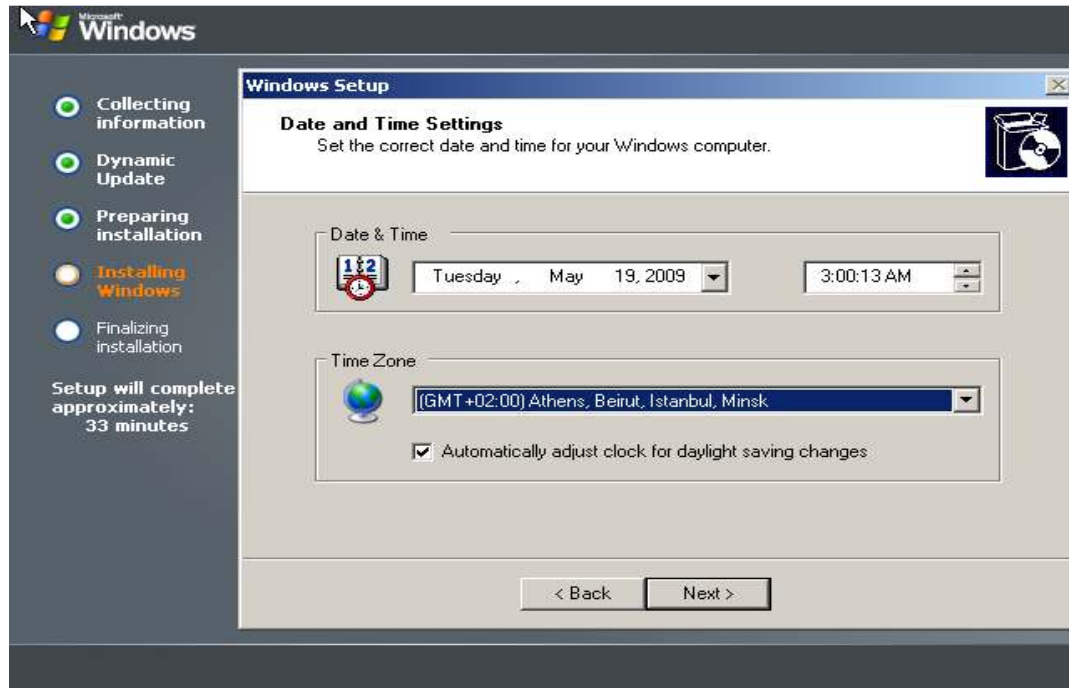 Microsoft
Windows
Collecting
information
Dynamic
Update
Preparing
installation
Installing
Windows
Finalizing
installation
Setup will complete
approximately:
33 minutes
Windows Setup
Date and Time Settings
Set the correct date and time for your Windows computer.
Date & Time
112
Tuesday , May 19, 2009
3:00:13 AM
Time Zone
(GMT+02:00) Athens, Beirut, Istanbul, Minsk
Automatically adjust clock for daylight saving changes
< Back
Next >